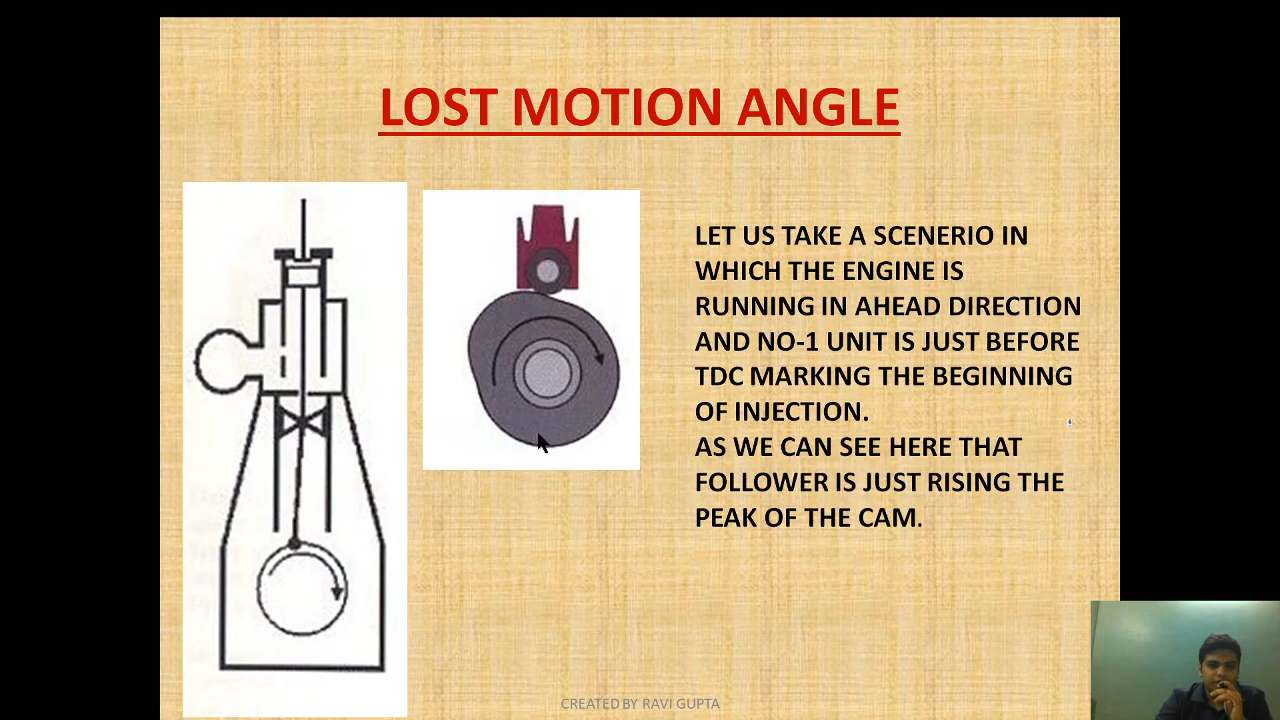 LOST MOTION ANGLE
LET US TAKE A SCENERIO IN
WHICH THE ENGINE IS
RUNNING IN AHEAD DIRECTION
AND NO-1 UNIT IS JUST BEFORE
TDC MARKING THE BEGINNING
OF INJECTION.
AS WE CAN SEE HERE THAT
FOLLOWER IS JUST RISING THE
PEAK OF THE CAM.
CREATED BY RAVI GUPTA